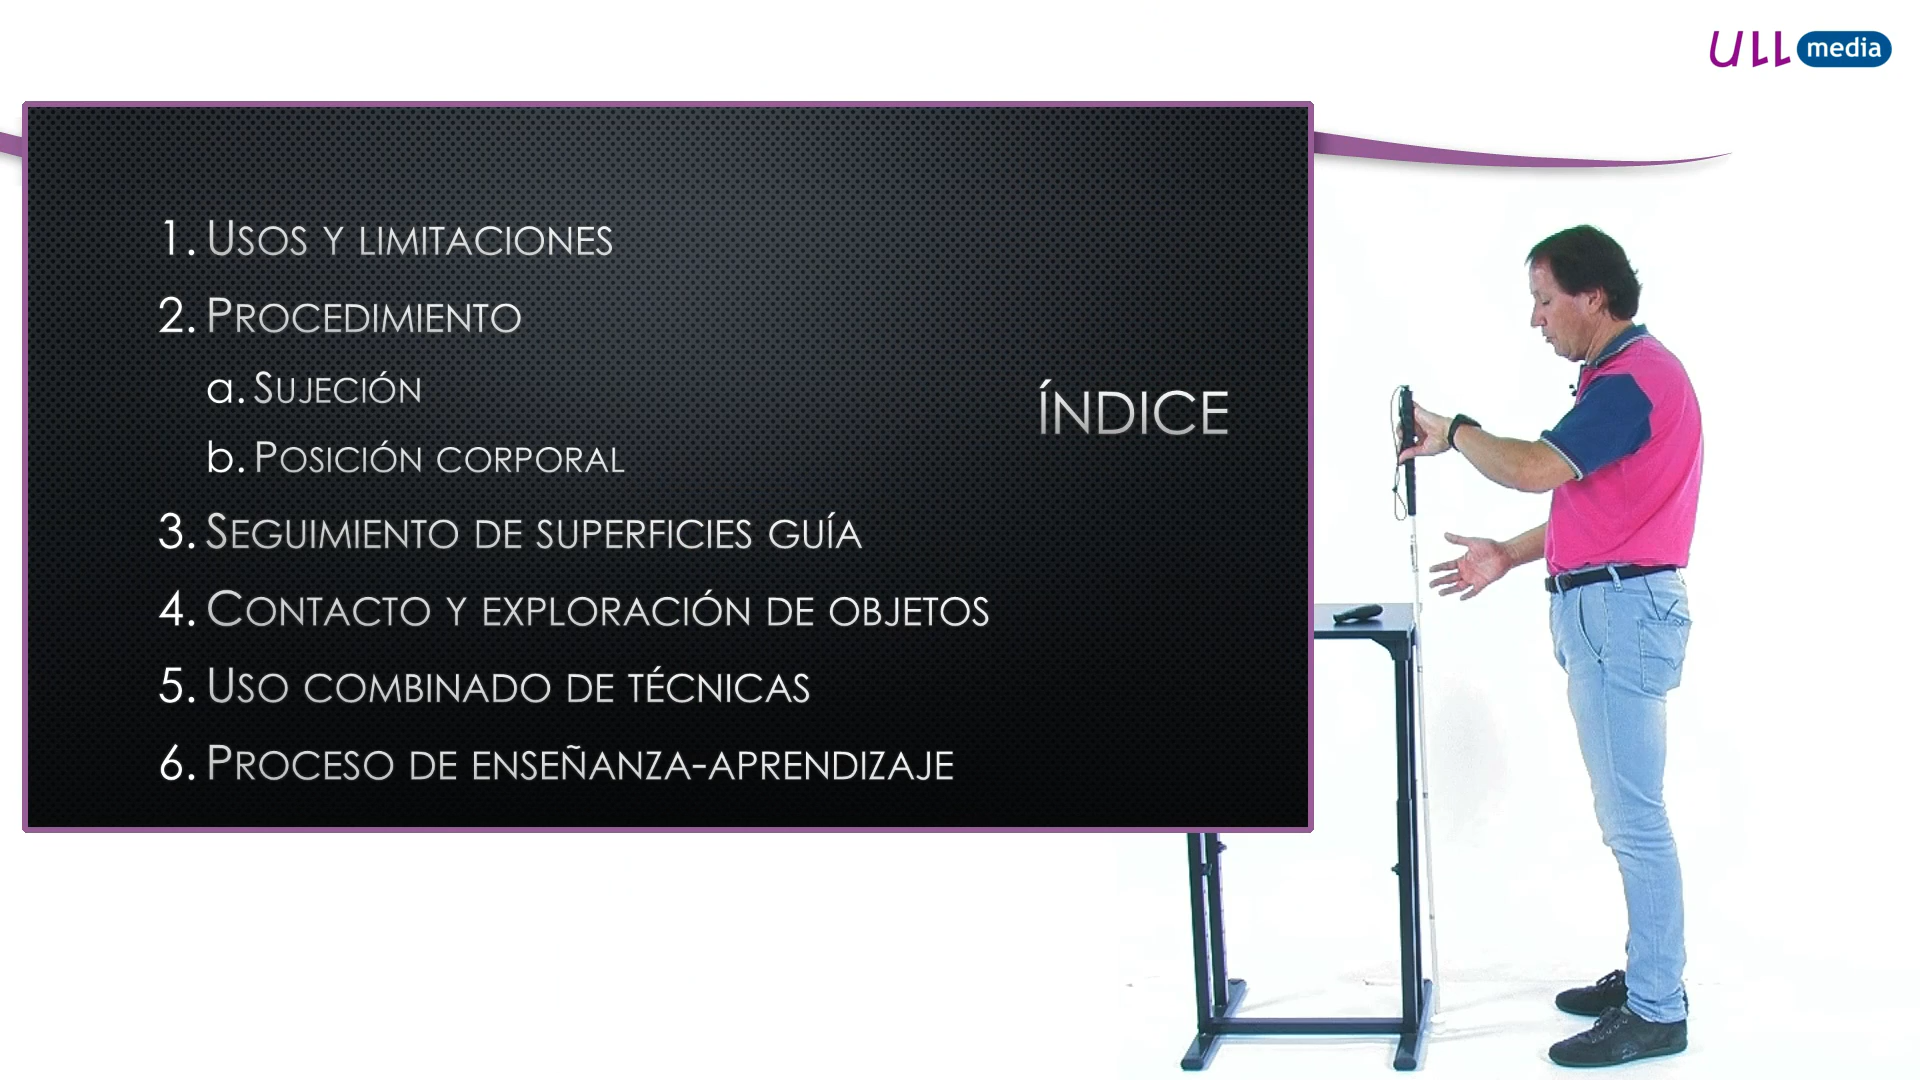 ULL media
1. Usos y limitaciones
2. Procedimiento
a. Sujeción
b. Posición corporal
3. Seguimiento de superficies guía
4. Contacto y exploración de objetos
5. Uso combinado de técnicas
6. Proceso de enseñanza-aprendizaje
Índice